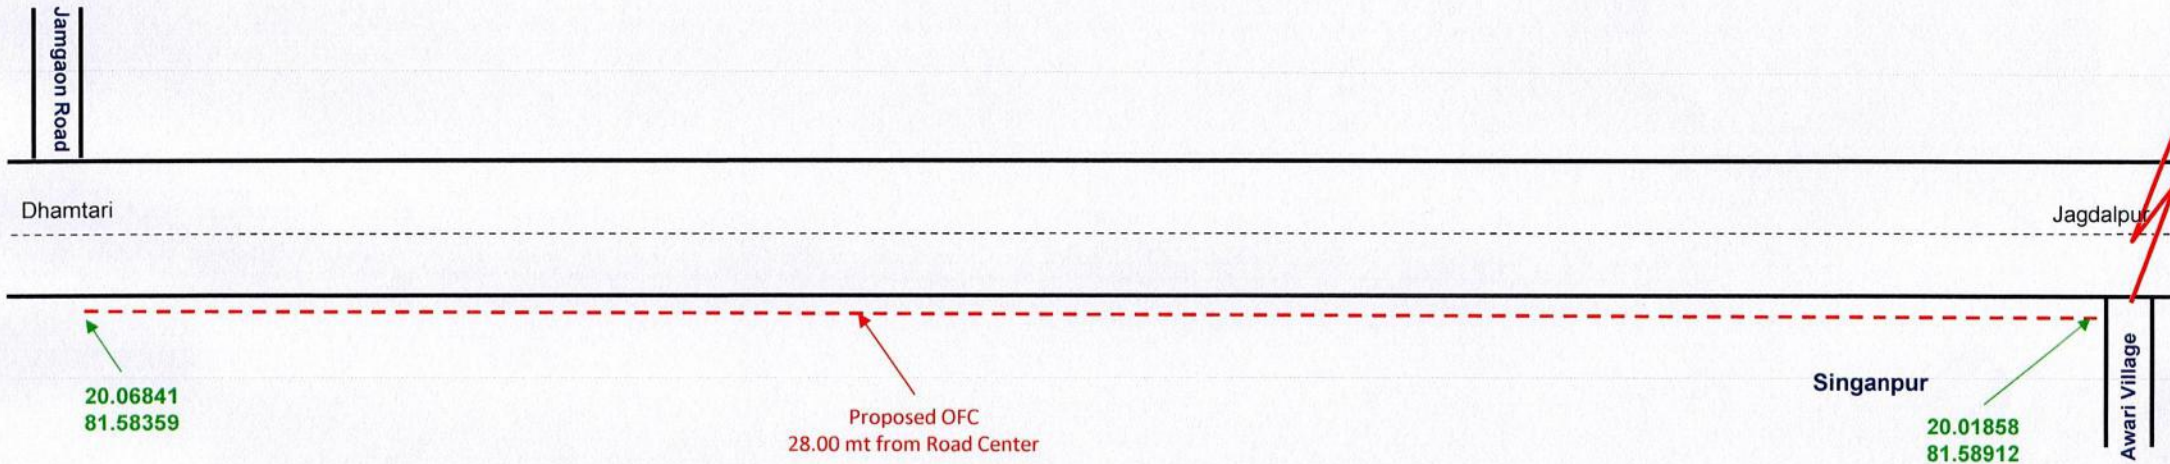 Jamgaon Road
Dhamtari
Jagdalpur
20.06841
81.58359
Proposed OFC
28.00 mt from Road Center
Singanpur
20.01858
81.58912
Awari Village